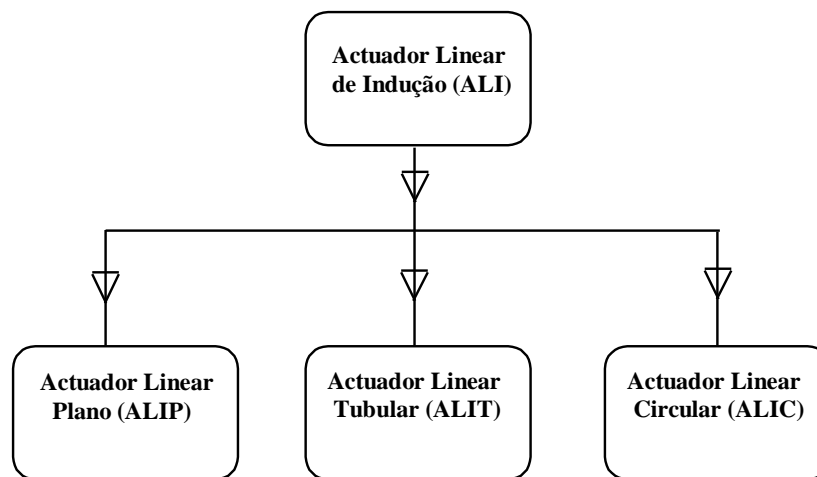 Actuador Linear
de Indução (ALI)
Actuador Linear
Plano (ALIP)
Actuador Linear
Tubular (ALIT)
Actuador Linear
Circular (ALIC)